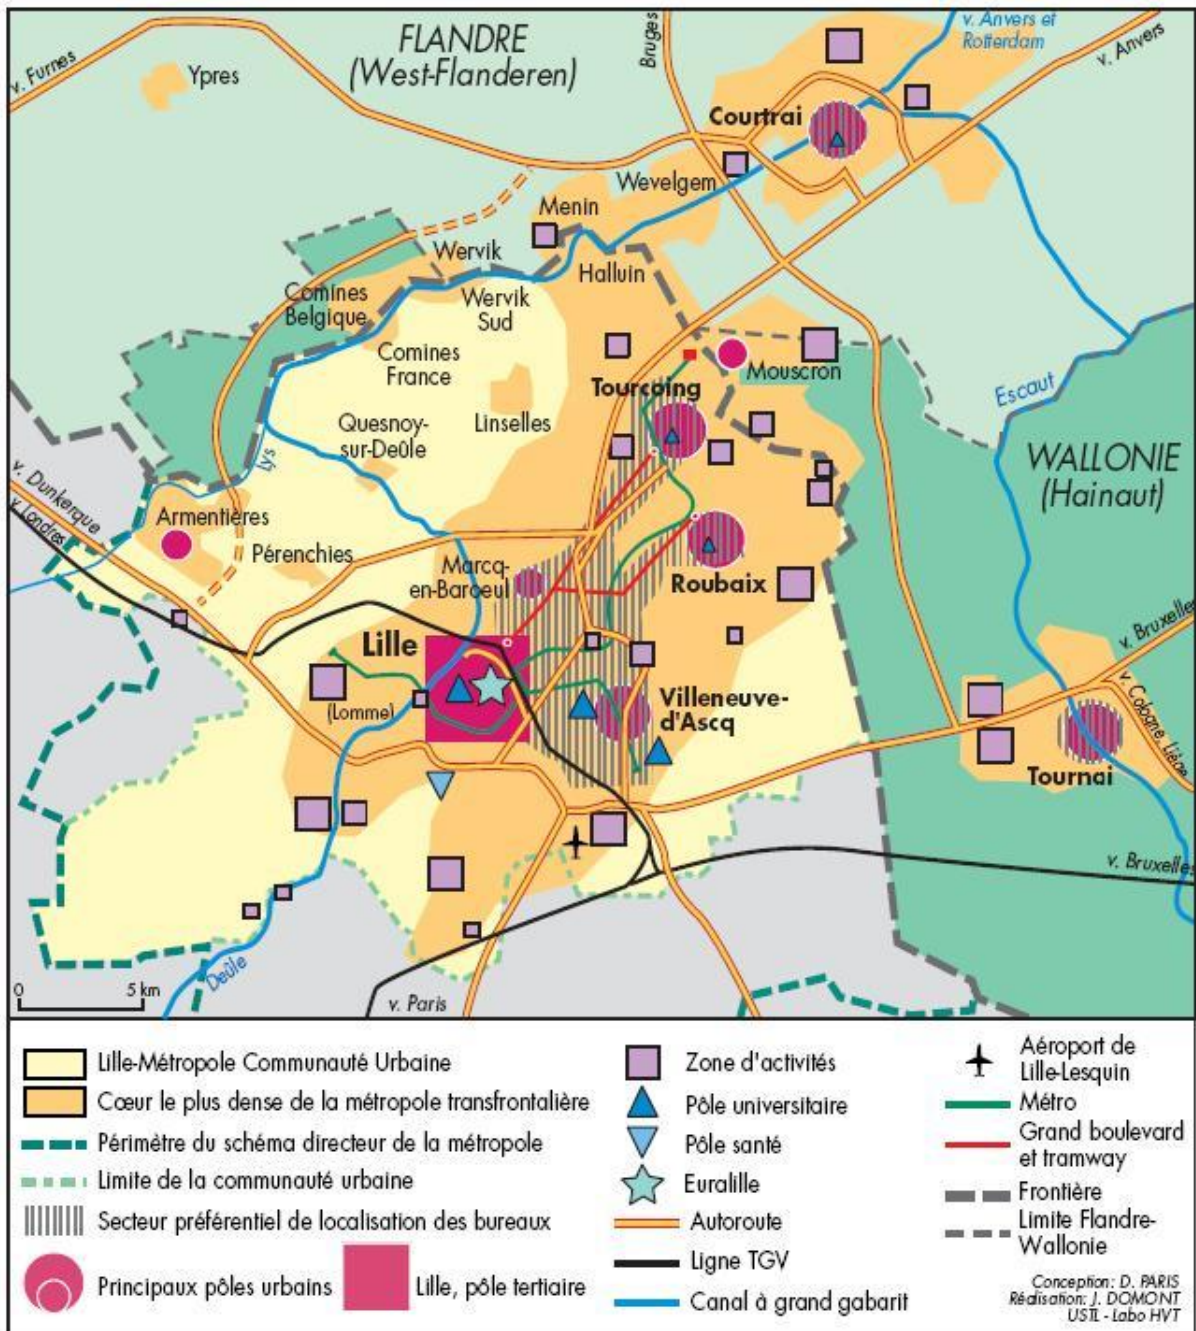 FLANDRE
(West-Flanderen)
v. Furnes
Ypres
Bruges
v. Anvers et
Rotterdam
v. Anvers
Courtrai
Wevelgem
Menin
Wervik
Halluin
Comines
Belgique
Wervik
Sud
Comines
France
Mouscron
Tourcoing
Linselles
Quesnoy-
sur-Deûle
Escaut
WALLONIE
(Hainaut)
Lys
v. Dunkerque
v. Londres
Armentières
Pérenchies
Marcq-
en-Baroeul
Roubaix
v. Bruxelles
Lille
(Lomme)
Villeneuve-
d'Ascq
v. Cologne, Liège
Tournai
v. Bruxelles
Deûle
0 5 km
v. Paris
Lille-Métropole Communauté Urbaine
Cœur le plus dense de la métropole transfrontalière
Périmètre du schéma directeur de la métropole
Limite de la communauté urbaine
Secteur préférentiel de localisation des bureaux
Principaux pôles urbains
Lille, pôle tertiaire
Zone d'activités
Pôle universitaire
Pôle santé
Euralille
Autoroute
Ligne TGV
Canal à grand gabarit
Aéroport de
Lille-Lesquin
Métro
Grand boulevard
et tramway
Frontière
Limite Flandre-
Wallonie
Conception: D. PARIS
Réalisation: J. DOMONT
USTL - Labo HVT